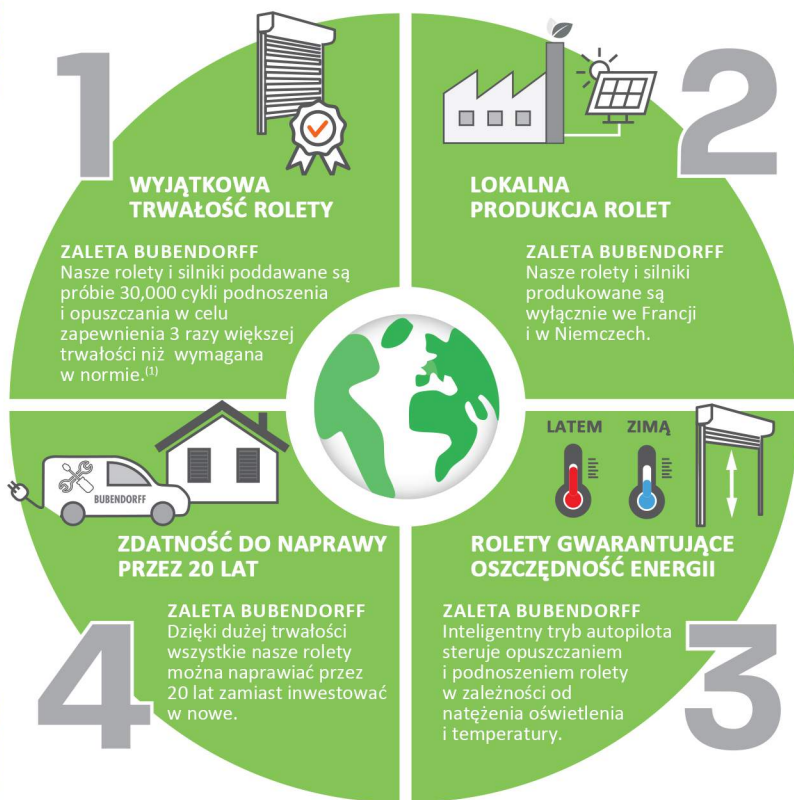 1
WYJĄTKOWA
TRWAŁOŚĆ ROLETY
ZALETA BUBENDORFF
Nasze rolety i silniki poddawane są
próbie 30,000 cykli podnoszenia
i opuszczania w celu
zapewnienia 3 razy większej
trwałości niż wymagana
w normie.(1)
2
LOKALNA
PRODUKCJA ROLET
ZALETA BUBENDORFF
Nasze rolety i silniki
produkowane są
wyłącznie we Francji
i w Niemczech.
LATEM ZIMĄ
ROLETY GWARANTUJĄCE
OSZCZĘDNOŚĆ ENERGII
ZALETA BUBENDORFF
Inteligentny tryb autopilota
steruje opuszczaniem
i podnoszeniem rolety
w zależności od
natężenia oświetlenia
i temperatury.
3
BUBENDORFF
ZDATNOŚĆ DO NAPRAWY
PRZEZ 20 LAT
ZALETA BUBENDORFF
Dzięki dużej trwałości
wszystkie nasze rolety
można naprawiać przez
20 lat zamiast inwestować
w nowe.
4